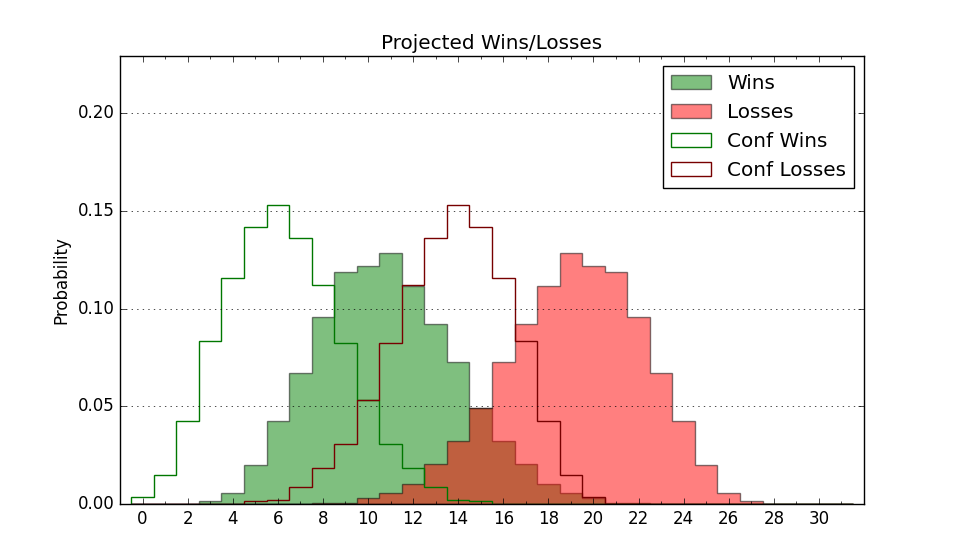 Projected Wins/Losses
Wins
Losses
Conf Wins
Conf Losses
Probability
0.20
0.15
0.10
0.05
0.00
0 2 4 6 8 10 12 14 16 18 20 22 24 26 28 30